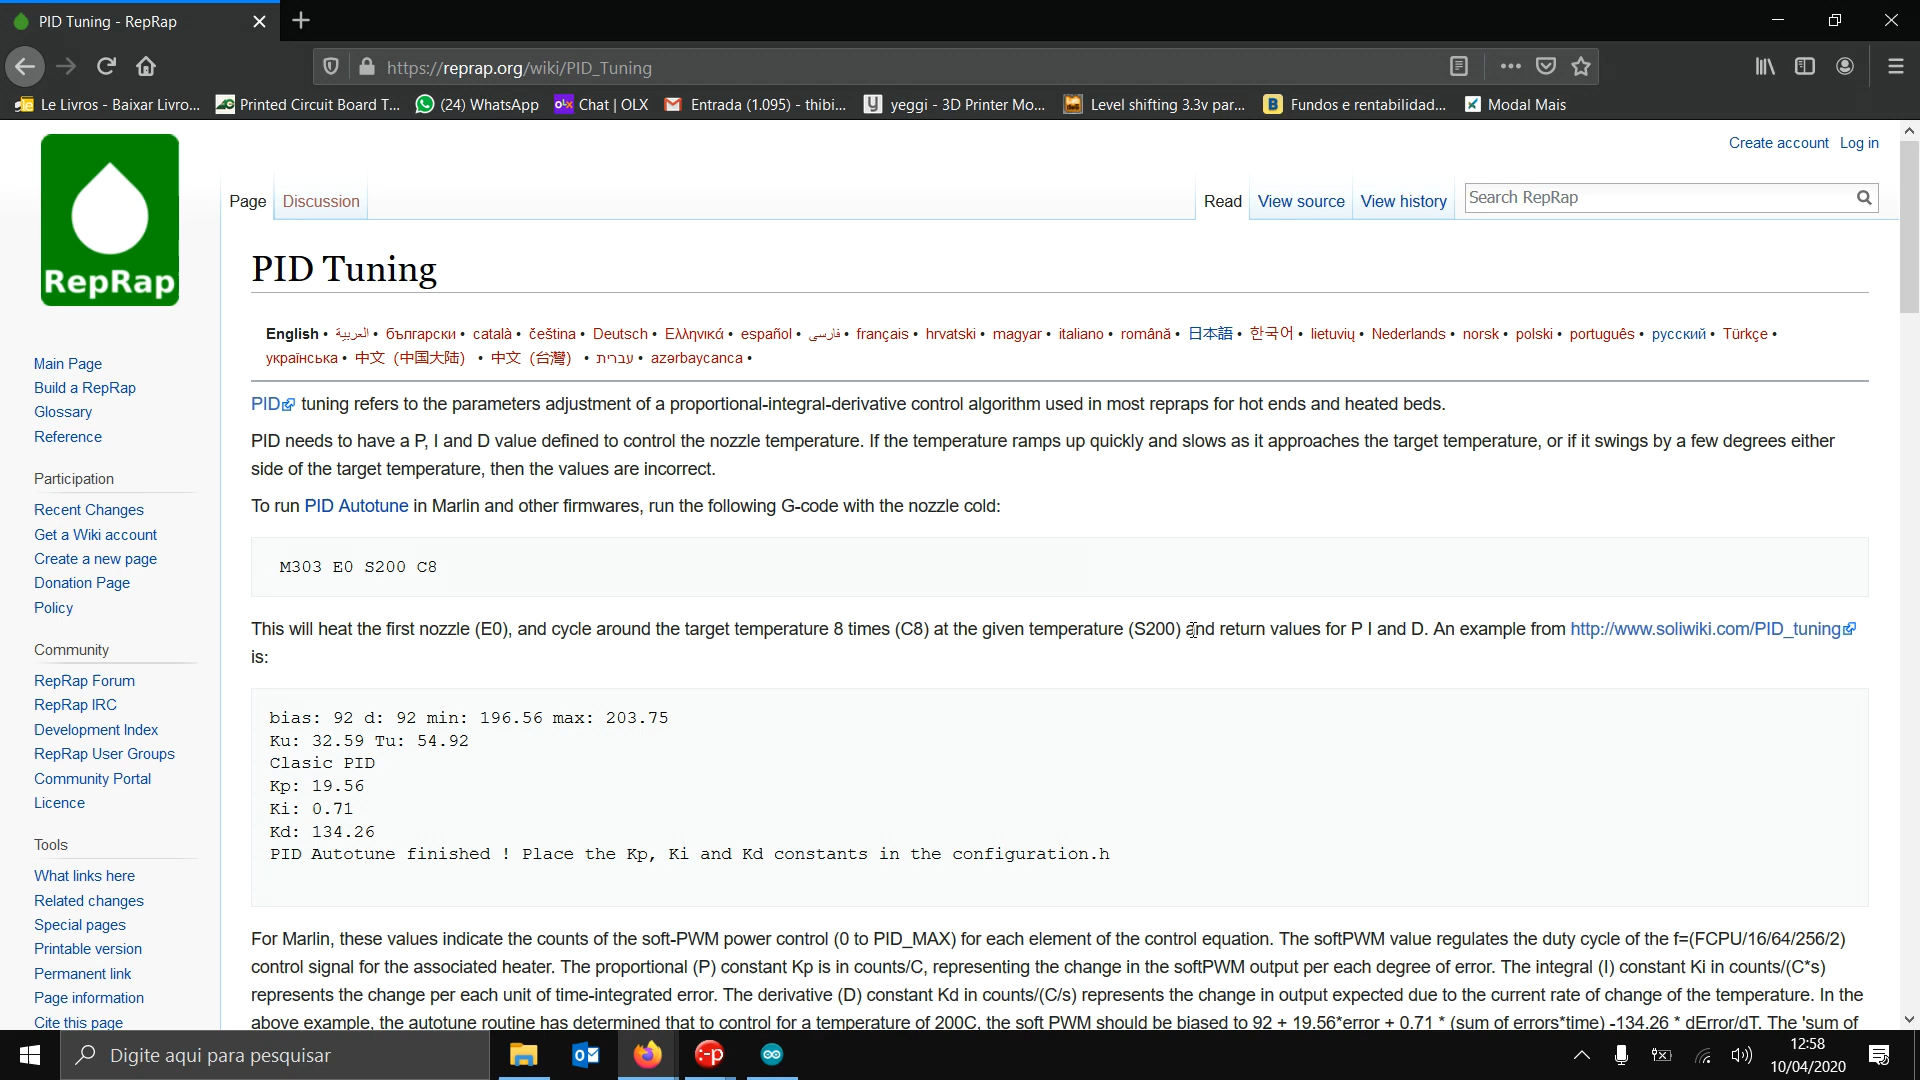 PID Tuning - RepRap
https://reprap.org/wiki/PID_Tuning
Le Livros - Baixar Livro...
Printed Circuit Board T...
(24) WhatsApp
Chat | OLX
Entrada (1.095) - thibi...
yeggi - 3D Printer Mo...
Level shifting 3.3v par...
Fundos e rentabilidad...
Modal Mais
Create account Log in
RepRap
Page Discussion Read View source View history Search RepRap
PID Tuning
English • العربية • български • català • čeština • Deutsch • Ελληνικά • español • فارسی • français • hrvatski • magyar • italiano • română • 日本語 • 한국어 • lietuvių • Nederlands • norsk • polski • português • русский • Türkçe •
українська • 中文（中国大陆） • 中文（台灣） • עברית • azərbaycanca •
PID tuning refers to the parameters adjustment of a proportional-integral-derivative control algorithm used in most repraps for hot ends and heated beds.
PID needs to have a P, I and D value defined to control the nozzle temperature. If the temperature ramps up quickly and slows as it approaches the target temperature, or if it swings by a few degrees either
side of the target temperature, then the values are incorrect.
To run PID Autotune in Marlin and other firmwares, run the following G-code with the nozzle cold:
M303 E0 S200 C8
This will heat the first nozzle (E0), and cycle around the target temperature 8 times (C8) at the given temperature (S200) and return values for P I and D. An example from http://www.soliwiki.com/PID_tuning
is:
bias: 92 d: 92 min: 196.56 max: 203.75
Ku: 32.59 Tu: 54.92
Clasic PID
Kp: 19.56
Ki: 0.71
Kd: 134.26
PID Autotune finished ! Place the Kp, Ki and Kd constants in the configuration.h
For Marlin, these values indicate the counts of the soft-PWM power control (0 to PID_MAX) for each element of the control equation. The softPWM value regulates the duty cycle of the f=(FCPU/16/64/256/2)
control signal for the associated heater. The proportional (P) constant Kp is in counts/C, representing the change in the softPWM output per each degree of error. The integral (I) constant Ki in counts/(C*s)
represents the change per each unit of time-integrated error. The derivative (D) constant Kd in counts/(C/s) represents the change in output expected due to the current rate of change of the temperature. In the
above example, the autotune routine has determined that to control for a temperature of 200C, the soft PWM should be biased to 92 + 19.56*error + 0.71 * (sum of errors*time) -134.26 * dError/dT. The 'sum of
Main Page
Build a RepRap
Glossary
Reference
Participation
Recent Changes
Get a Wiki account
Create a new page
Donation Page
Policy
Community
RepRap Forum
RepRap IRC
Development Index
RepRap User Groups
Community Portal
Licence
Tools
What links here
Related changes
Special pages
Printable version
Permanent link
Page information
Cite this page
Digite aqui para pesquisar
12:58
10/04/2020